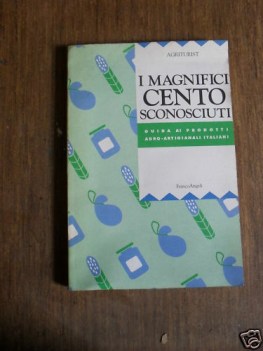 AGRITURIST
I MAGNIFICI
CENTO
SCONOSCIUTI
GUIDA AI PRODOTTI
AGRO-ARTIGIANALI ITALIANI
FrancoAngeli